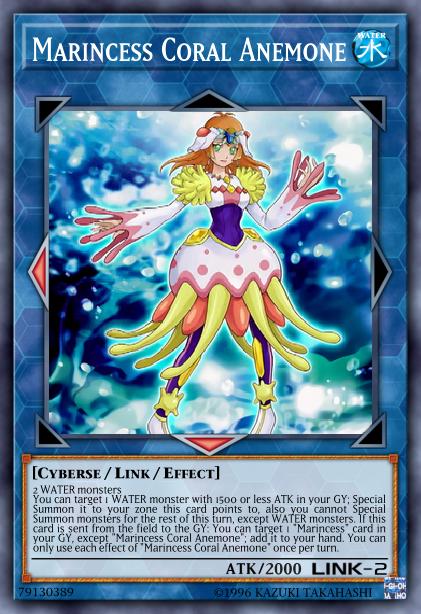 MARINCESS CORAL ANEMONE
WATER
水
[CYBERSE / LINK / EFFECT]
2 WATER monsters
You can target 1 WATER monster with 1500 or less ATK in your GY; Special
Summon it to your zone this card points to, also you cannot Special
Summon monsters for the rest of this turn, except WATER monsters. If this
card is sent from the field to the GY: You can target 1 "Marincess" card in
your GY, except "Marincess Coral Anemone"; add it to your hand. You can
only use each effect of "Marincess Coral Anemone" once per turn.
ATK/2000 LINK-2
79130389 ©1996 KAZUKI TAKAHASHI